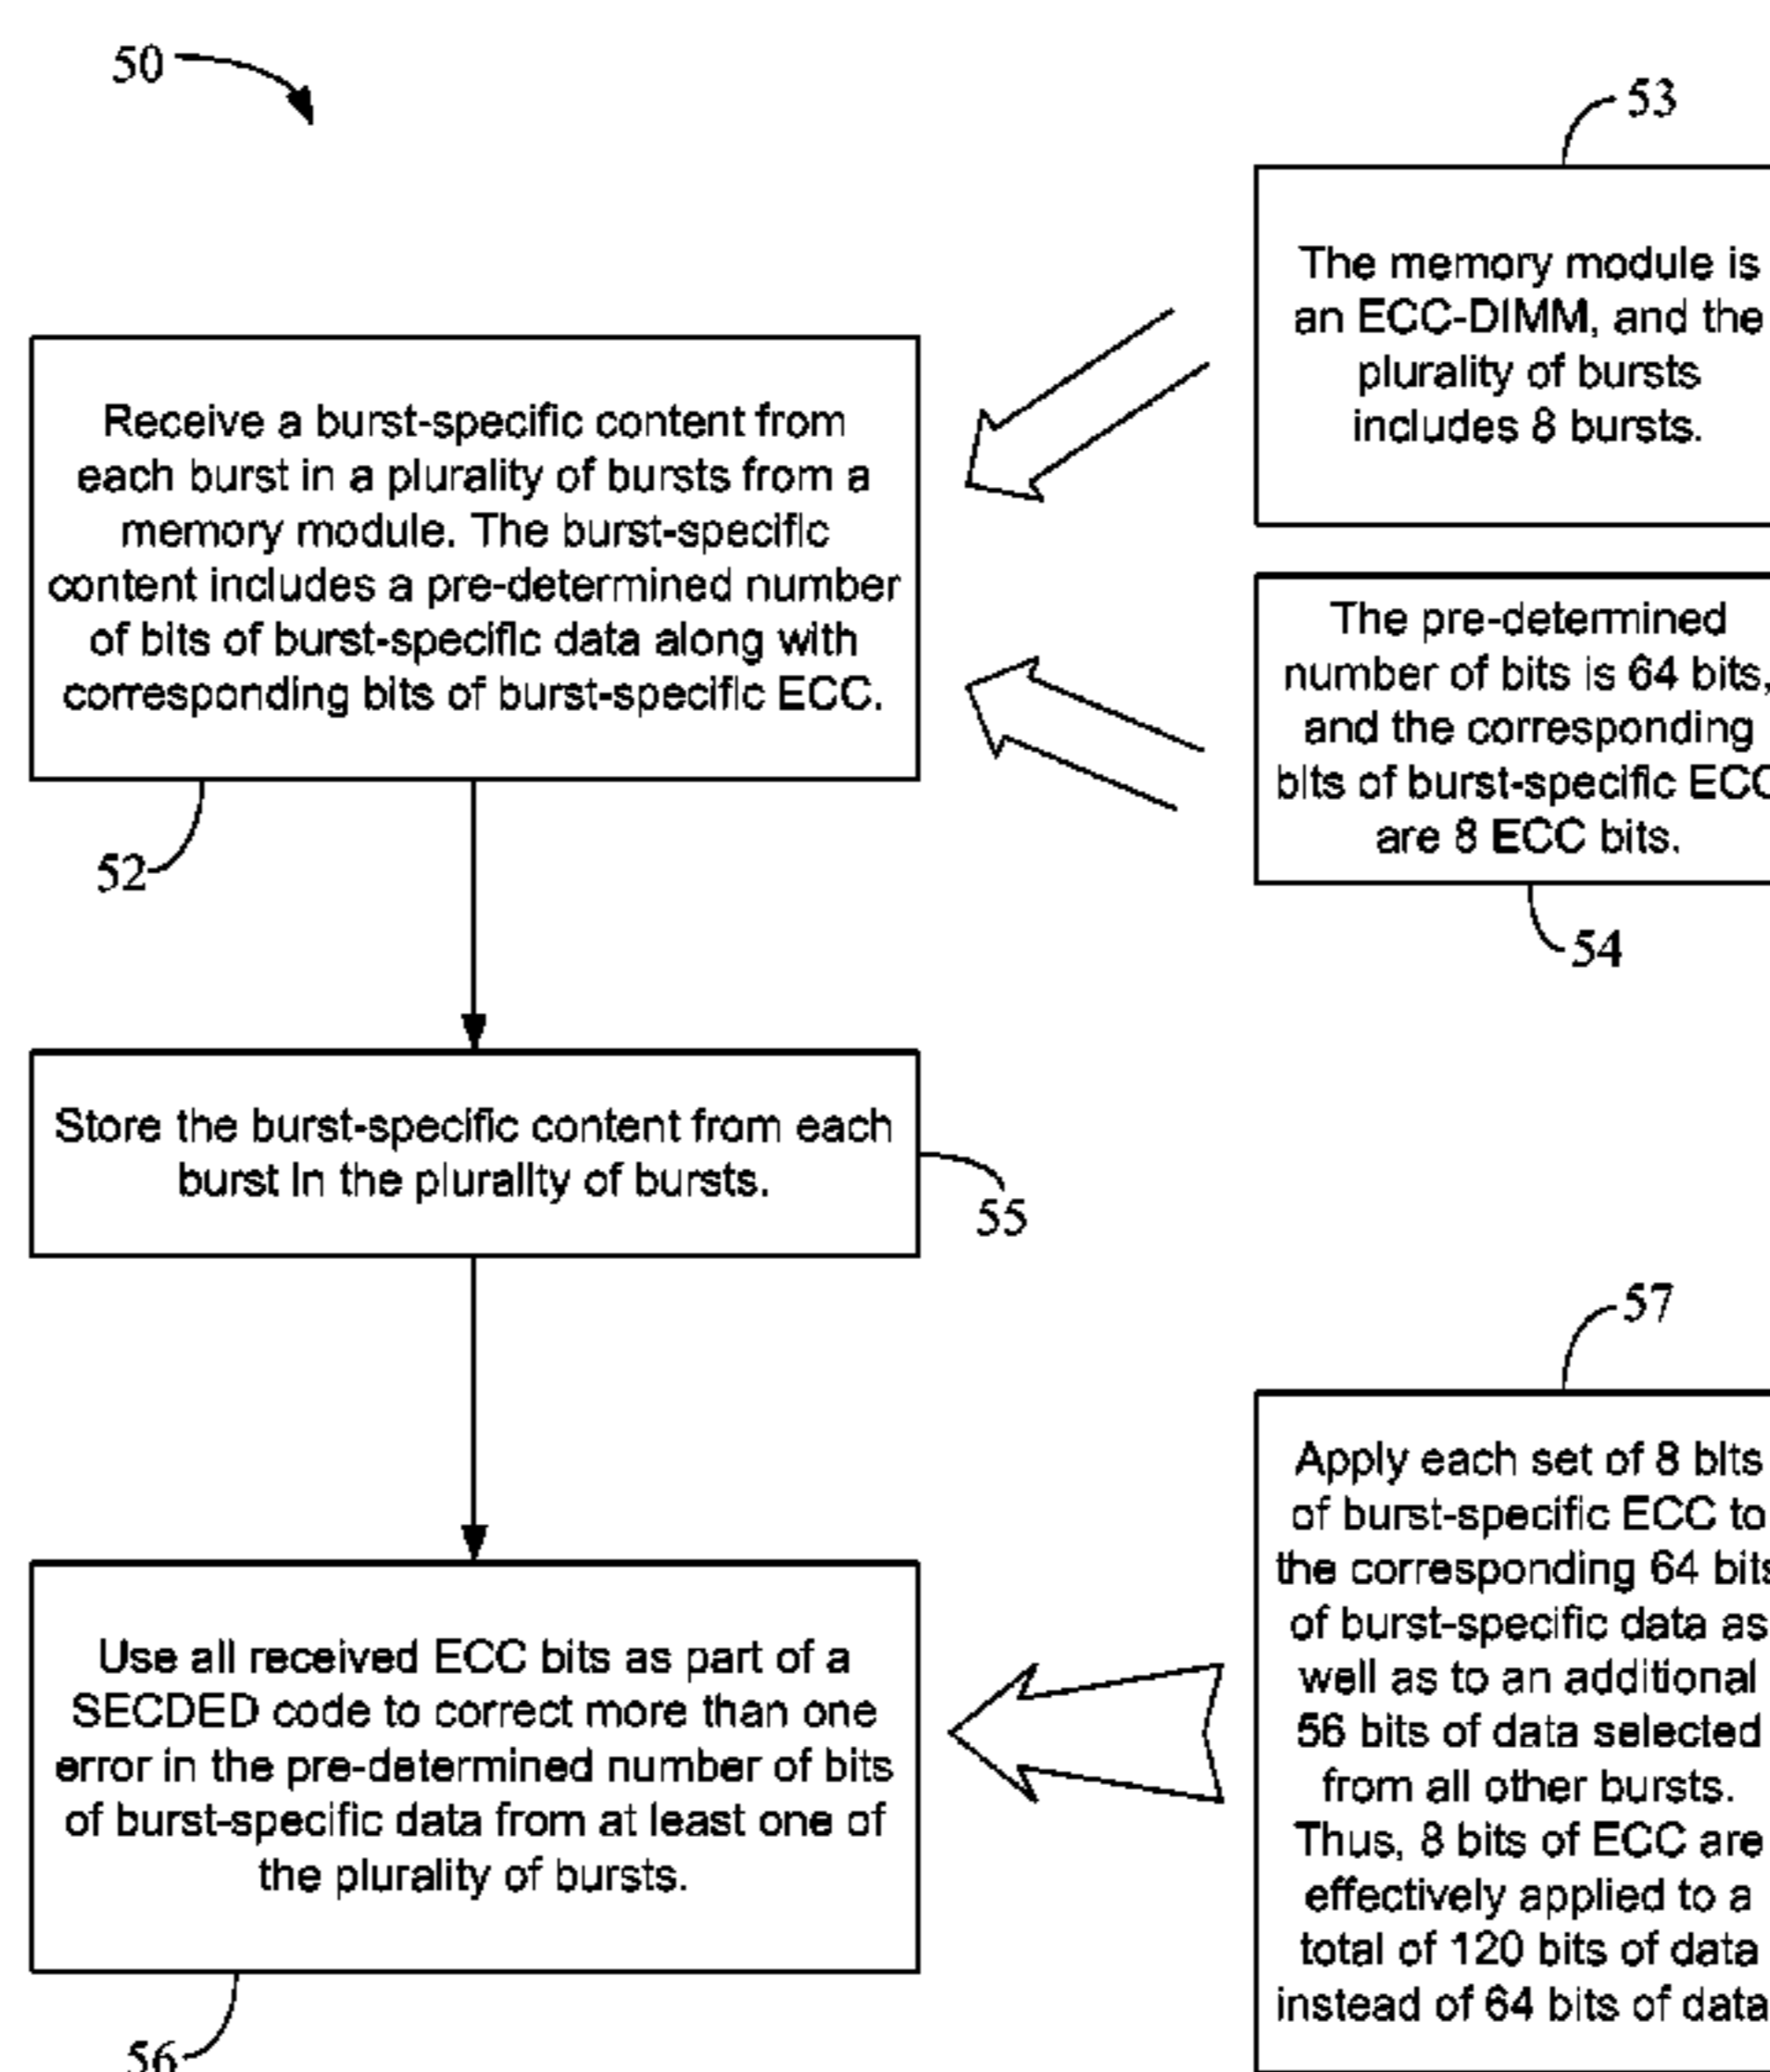 50
53
The memory module is
an ECC-DIMM, and the
plurality of bursts
includes 8 bursts.
Receive a burst-specific content from
each burst in a plurality of bursts from a
memory module. The burst-specific
content includes a pre-determined number
of bits of burst-specific data along with
corresponding bits of burst-specific ECC.
52
The pre-determined
number of bits is 64 bits,
and the corresponding
bits of burst-specific ECC
are 8 ECC bits.
54
Store the burst-specific content from each
burst in the plurality of bursts.
55
57
Use all received ECC bits as part of a
SECDED code to correct more than one
error in the pre-determined number of bits
of burst-specific data from at least one of
the plurality of bursts.
56
Apply each set of 8 bits
of burst-specific ECC to
the corresponding 64 bits
of burst-specific data as
well as to an additional
56 bits of data selected
from all other bursts.
Thus, 8 bits of ECC are
effectively applied to a
total of 120 bits of data
instead of 64 bits of data